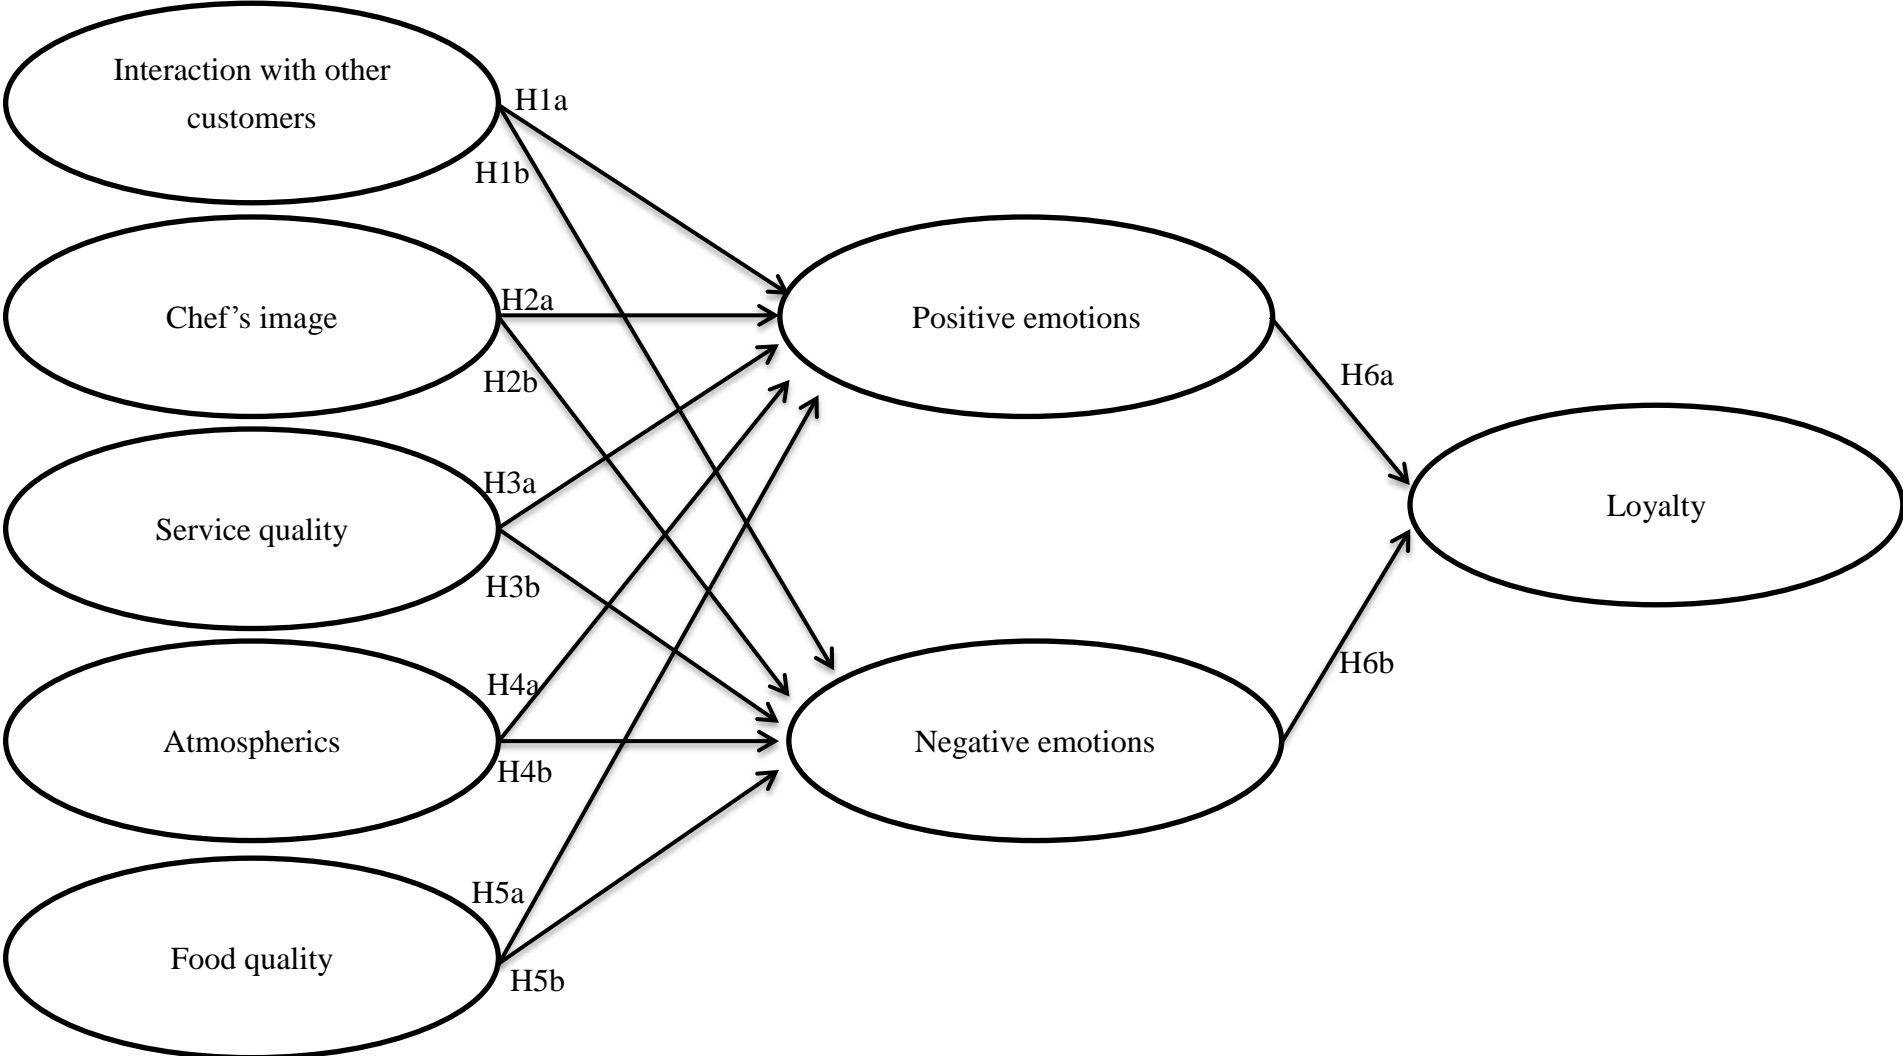 Interaction with other
customers
H1a
H1b
Chef’s image
H2a
H2b
Positive emotions
H6a
Service quality
H3a
H3b
Loyalty
Atmospherics
H4a
H4b
Negative emotions
H6b
Food quality
H5a
H5b